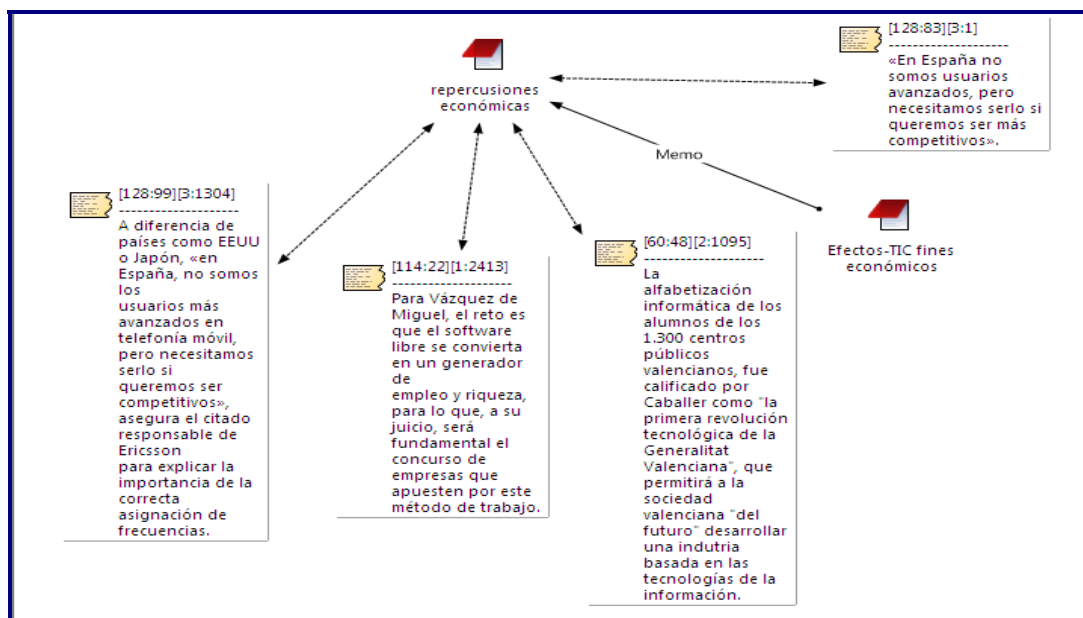 repercusiones
económicas
[128:83][3:1]
--------------------
«En España no
somos usuarios
avanzados, pero
necesitamos serlo si
queremos ser más
competitivos».
Memo
Efectos-TIC fines
económicos
[128:99][3:1304]
--------------------
A diferencia de
países como EEUU
o Japón, «en
España, no somos
los
usuarios más
avanzados en
telefonía móvil,
pero necesitamos
serlo si
queremos ser
competitivos»,
asegura el citado
responsable de
Ericsson
para explicar la
importancia de la
correcta
asignación de
frecuencias.
[114:22][1:2413]
--------------------
Para Vázquez de
Miguel, el reto es
que el software
libre se convierta
en un generador
de
empleo y riqueza,
para lo que, a su
juicio, será
fundamental el
concurso de
empresas que
apuesten por este
método de trabajo.
[60:48][2:1095]
--------------------
La
alfabetización
informática de los
alumnos de los
1.300 centros
públicos
valencianos, fue
calificado por
Caballer como "la
primera revolución
tecnológica de la
Generalitat
Valenciana", que
permitirá a la
sociedad
valenciana "del
futuro" desarrollar
una indutria
basada en las
tecnologías de la
información.